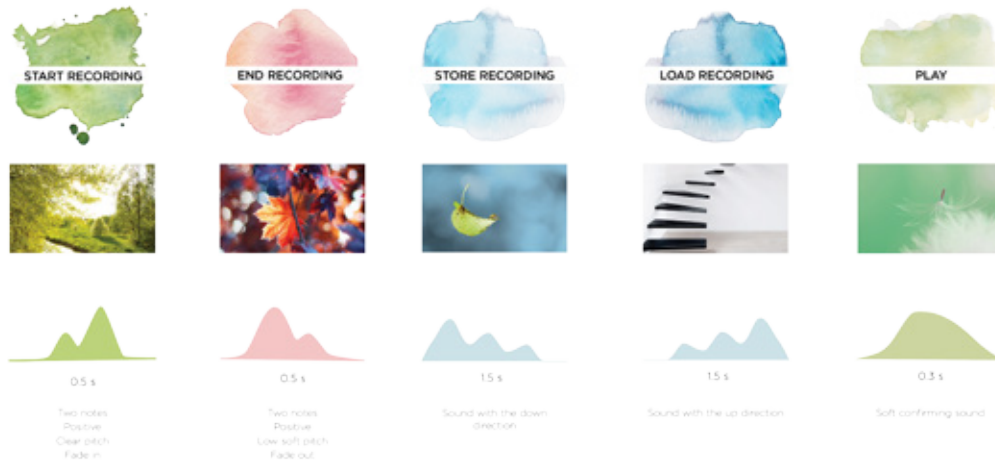 START RECORDING
END RECORDING
STORE RECORDING
LOAD RECORDING
PLAY
0.5 s
0.5 s
1.5 s
1.5 s
0.3 s
Two notes
Positive
Clear pitch
Fade in
Two notes
Positive
Low soft pitch
Fade out
Sound with the down
direction
Sound with the up direction
Soft confirming sound